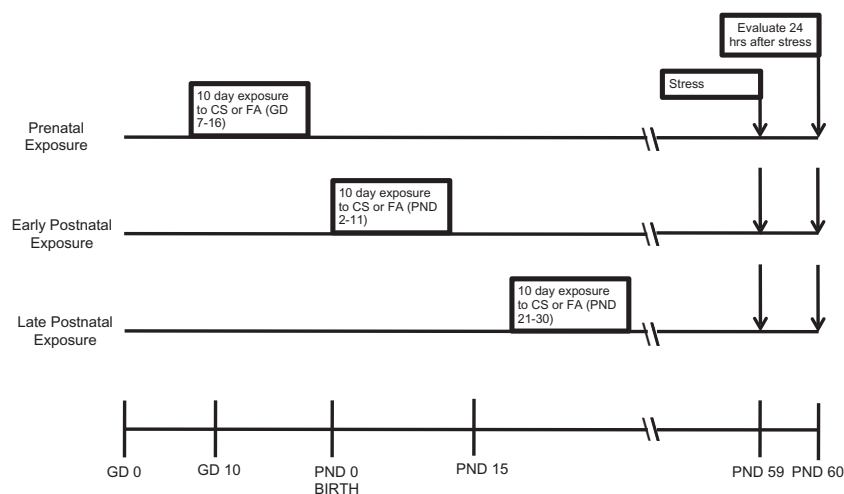 Evaluate 24
hrs after stress
Stress
10 day exposure
to CS or FA (GD
7-16)
Prenatal
Exposure
10 day exposure
to CS or FA (PND
2-11)
Early Postnatal
Exposure
10 day exposure
to CS or FA (PND
21-30)
Late Postnatal
Exposure
GD 0
GD 10
PND 0
BIRTH
PND 15
PND 59
PND 60